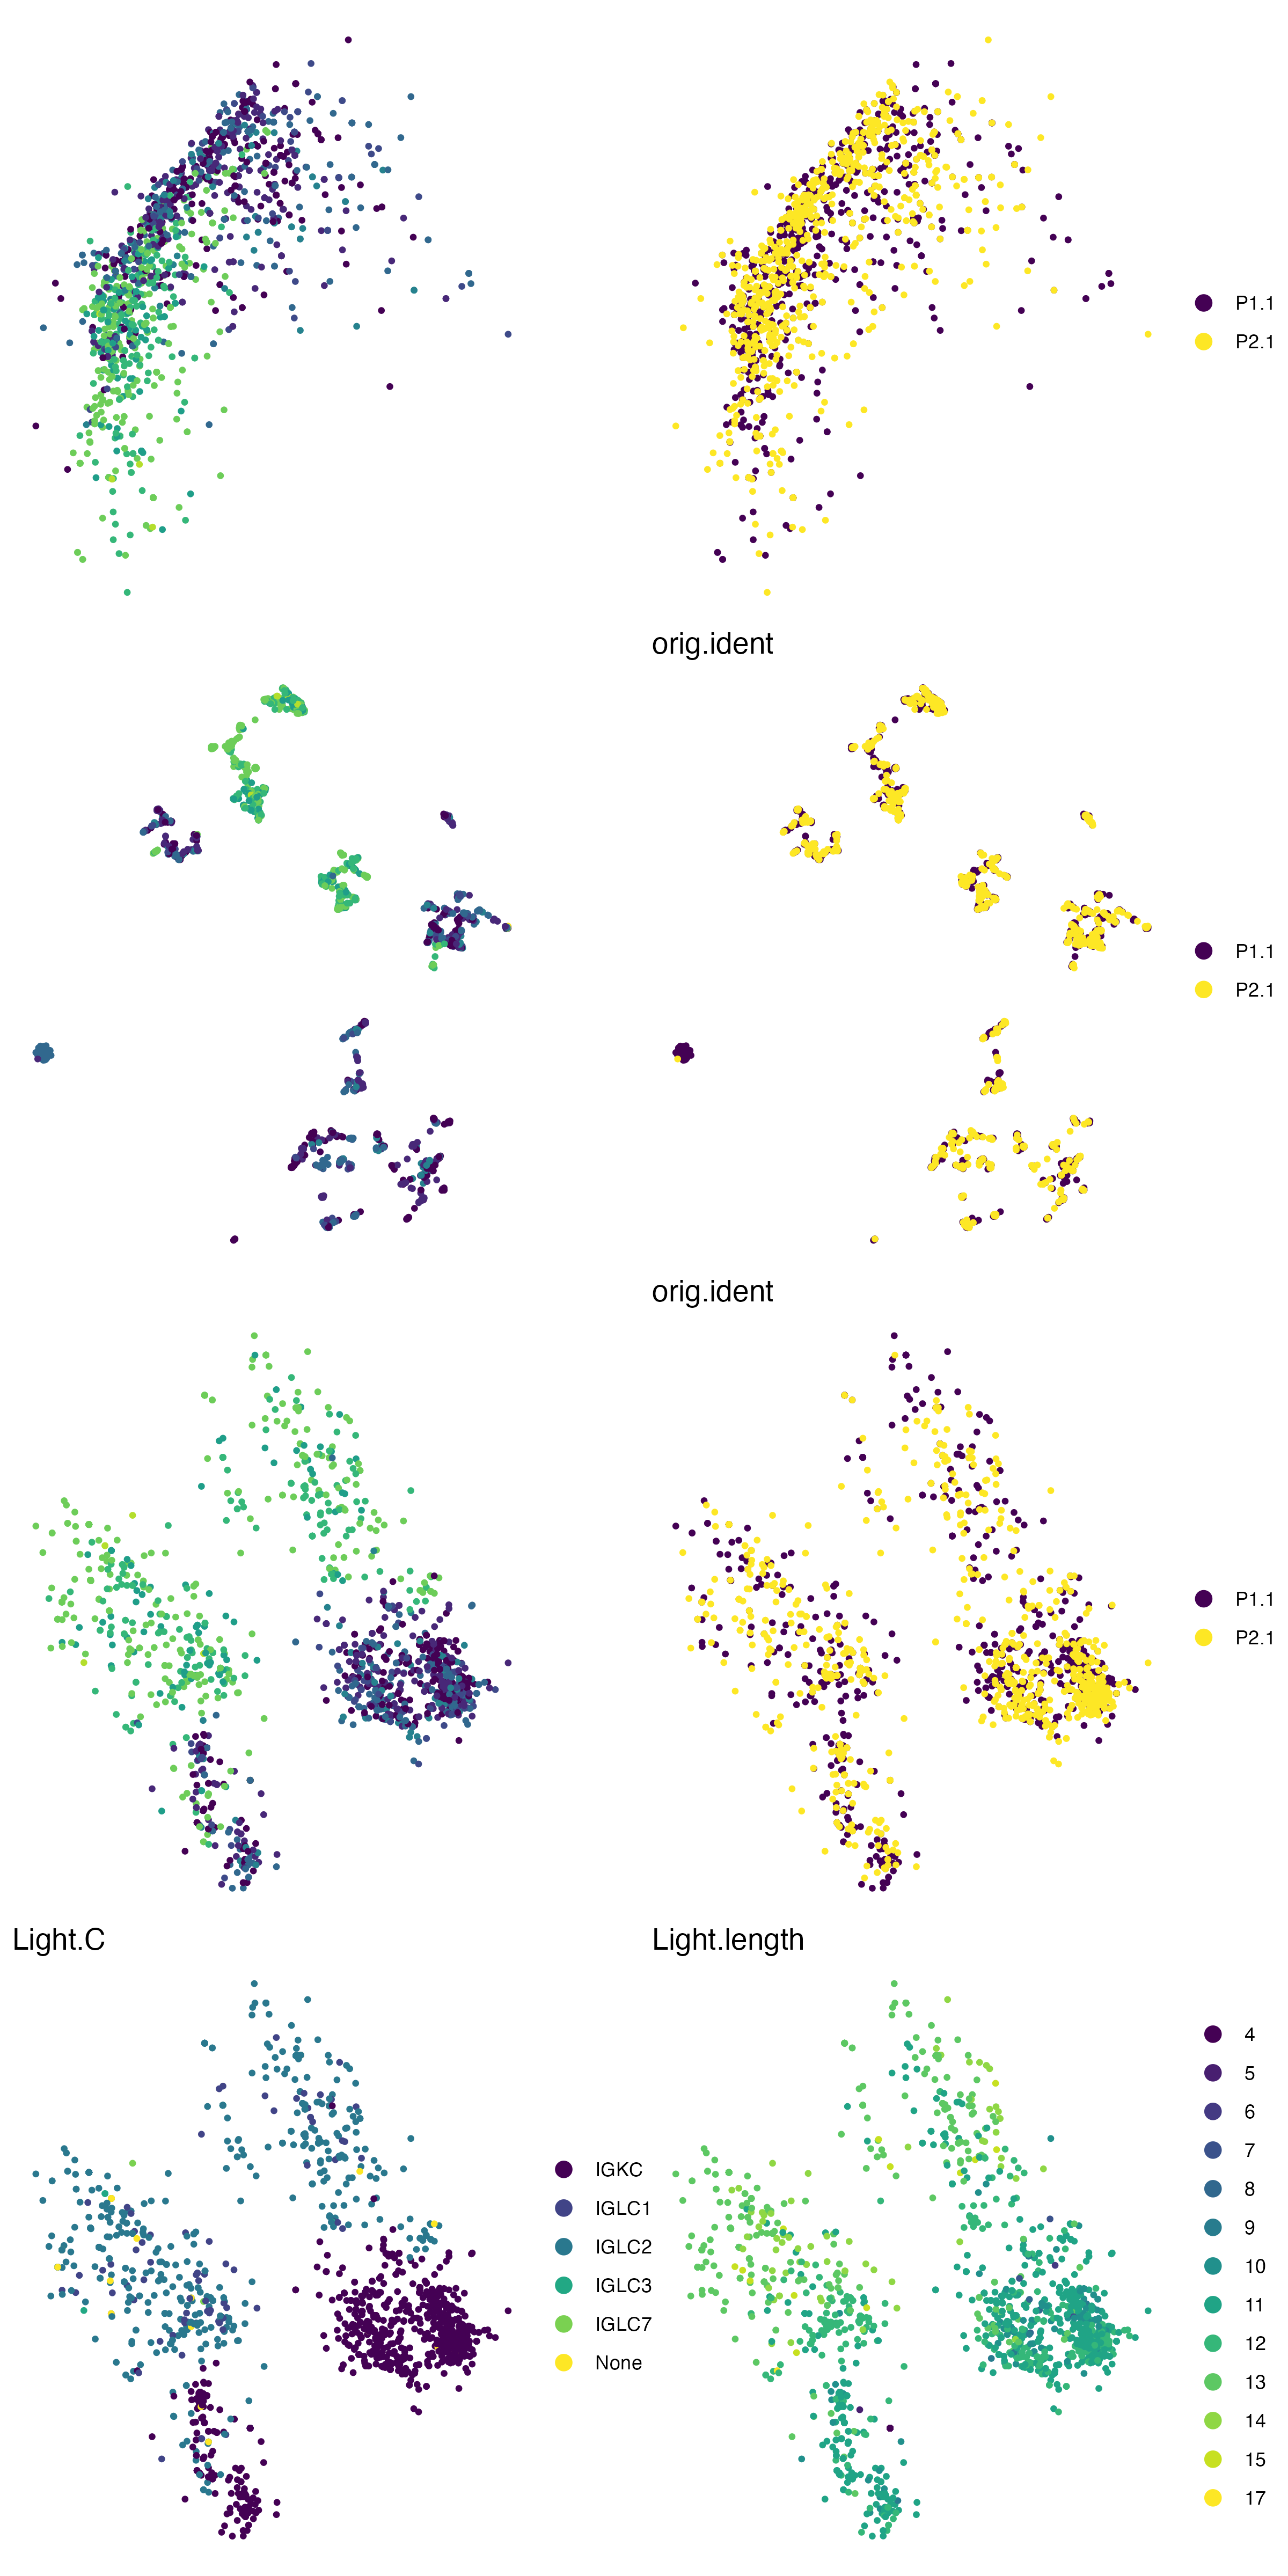 P1.1
P2.1
orig.ident
P1.1
P2.1
orig.ident
P1.1
P2.1
Light.C
Light.length
IGKC
IGLC1
IGLC2
IGLC3
IGLC7
None
4
5
6
7
8
9
10
11
12
13
14
15
17